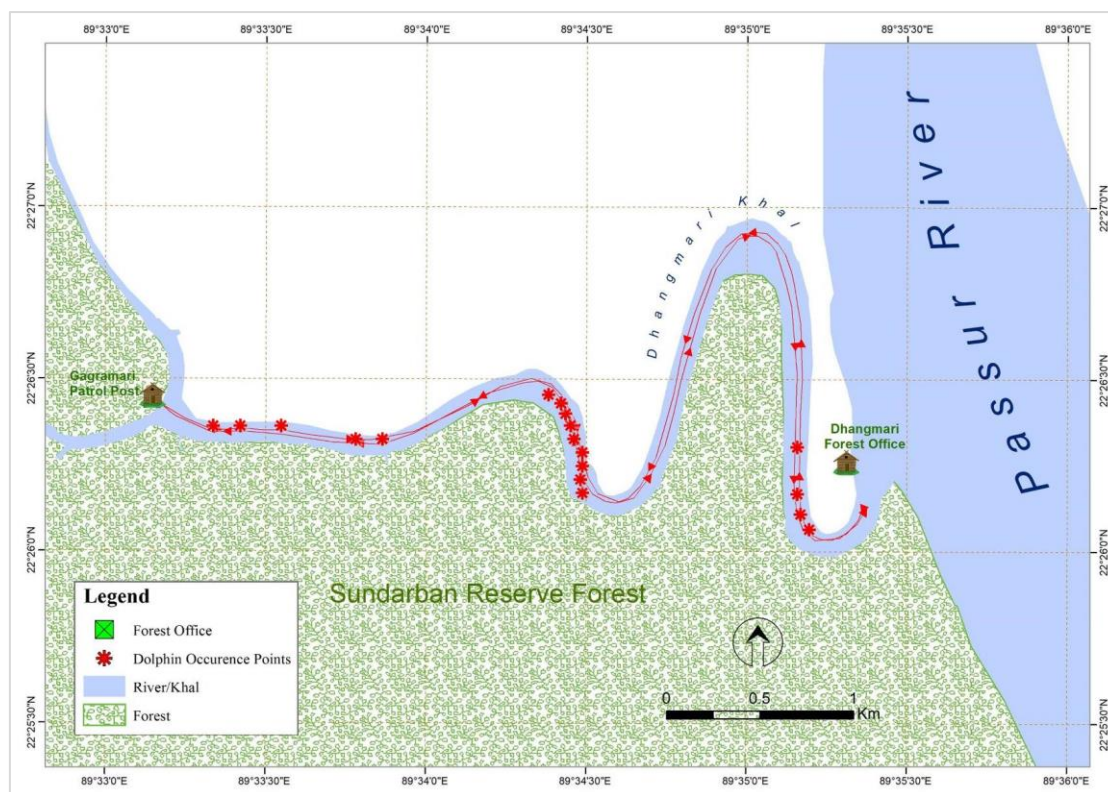 89°33'0"E 89°33'30"E 89°34'0"E 89°34'30"E 89°35'0"E 89°35'30"E 89°36'0"E
22°27'0"N
22°27'0"N
Dhangmari Khal
Passur River
22°26'30"N
22°26'30"N
Gagramari
Patrol Post
Dhangmari
Forest Office
22°26'0"N
22°26'0"N
Sundarban Reserve Forest
Legend
Forest Office
Dolphin Occurence Points
River/Khal
Forest
0 0.5 1
Km
22°25'30"N
22°25'30"N
89°33'0"E 89°33'30"E 89°34'0"E 89°34'30"E 89°35'0"E 89°35'30"E 89°36'0"E